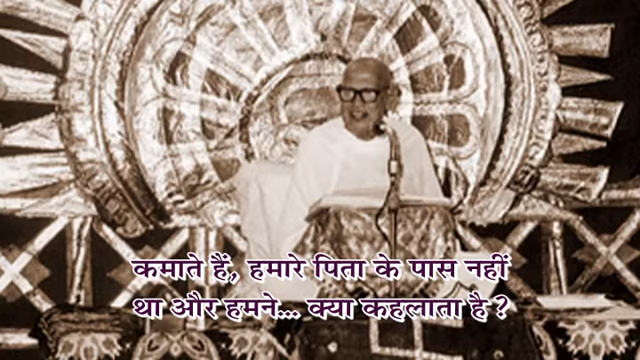 कमाते हैं, हमारे पिता के पास नहीं
था और हमने... क्या कहलाता है ?